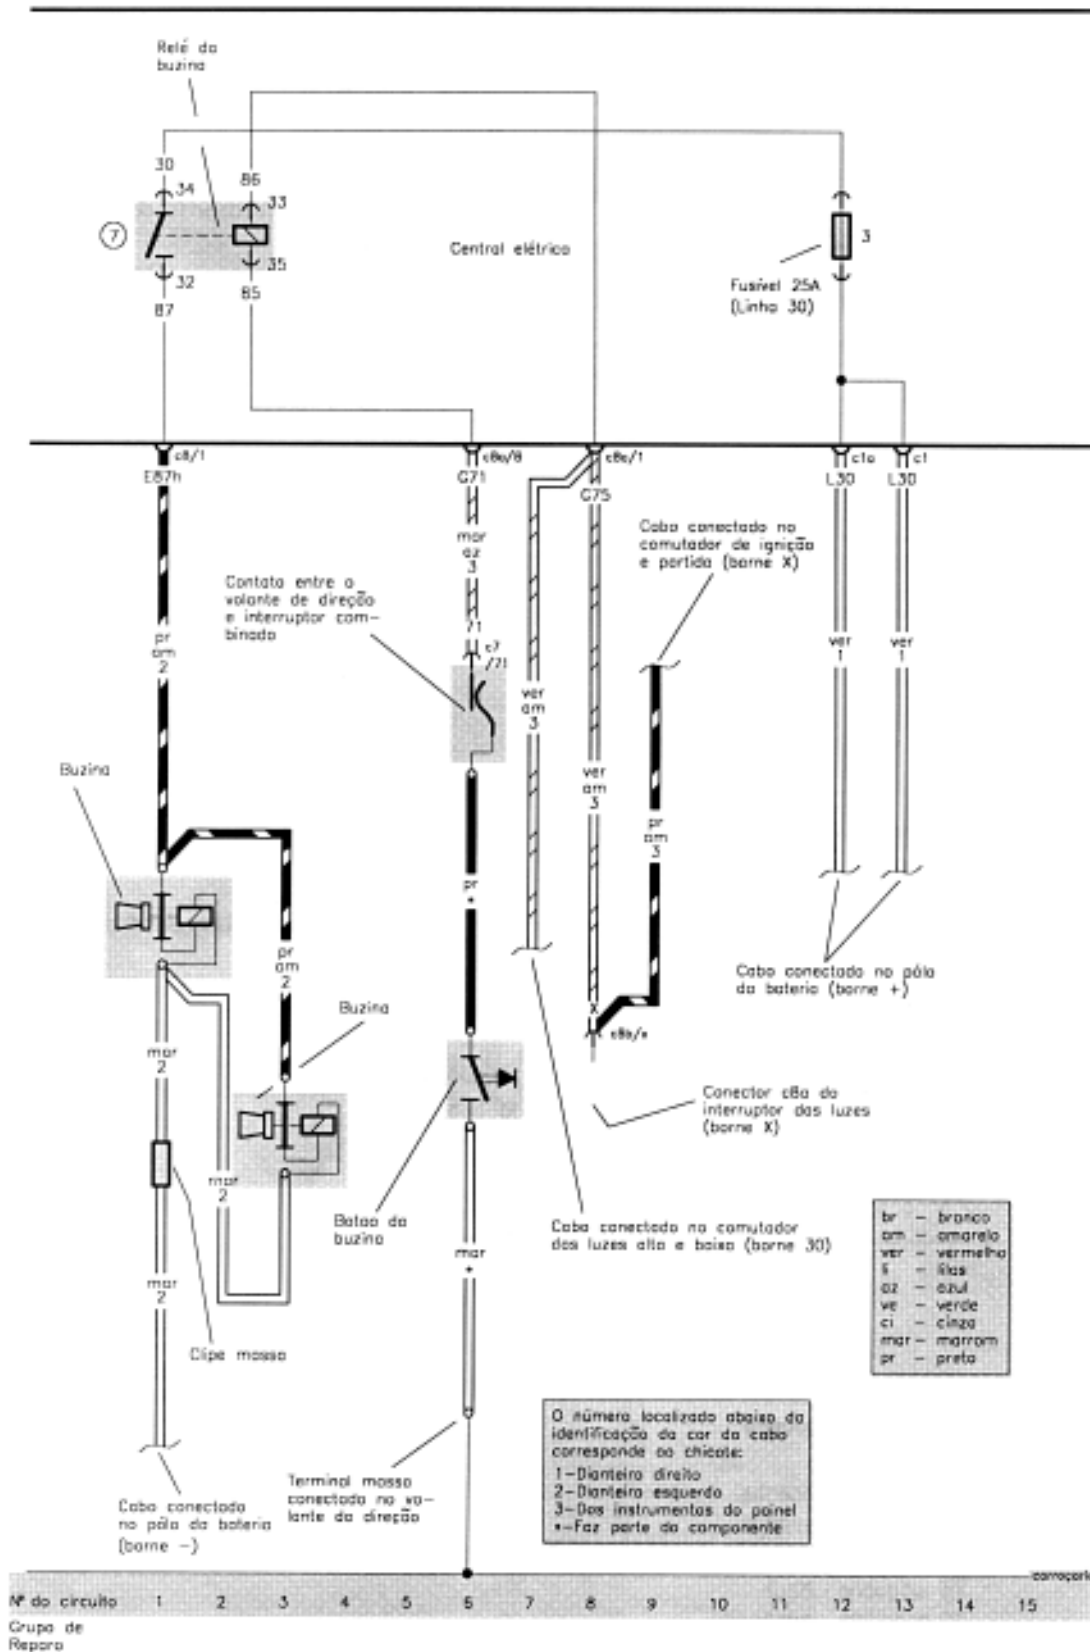 Relé da
buzina
30
34
86
33
7
3
Central elétrica
35
32
85
87
Fusível 25A
(Linha 30)
c8/1
c8a/8
c8e/1
c1a
c1
E87h
G71
G75
L30
L30
mar
az
3
Cabo conectado no
comutador de ignição
e partida (borne X)
Contato entre o
volante de direção
e interruptor com-
binado
71
c7
/71
pr
am
2
ver
am
3
ver
1
ver
1
Buzina
ver
am
3
pr
am
3
pr
*
pr
am
2
Cabo conectado no pólo
da bateria (borne +)
Buzina
X
c8b/x
mar
2
Conector c8a do
interruptor das luzes
(borne X)
mar
2
Botao da
buzina
Cabo conectado no comutador
das luzes alta e baixa (borne 30)
mar
*
mar
2
Clipe massa
br - branco
am - amarelo
ver - vermelho
li - lilas
az - azul
ve - verde
ci - cinza
mar - marrom
pr - preto
O número localizado abaixo da
identificação da cor do cabo
corresponde ao chicote:
1-Dianteiro direito
2-Dianteiro esquerdo
3-Dos instrumentos do painel
*-Faz parte do componente
Terminal massa
conectado no vo-
lante da direção
Cabo conectado
no pólo da bateria
(borne -)
Nº do circuito 1 2 3 4 5 6 7 8 9 10 11 12 13 14 15
Grupo de
Reparo